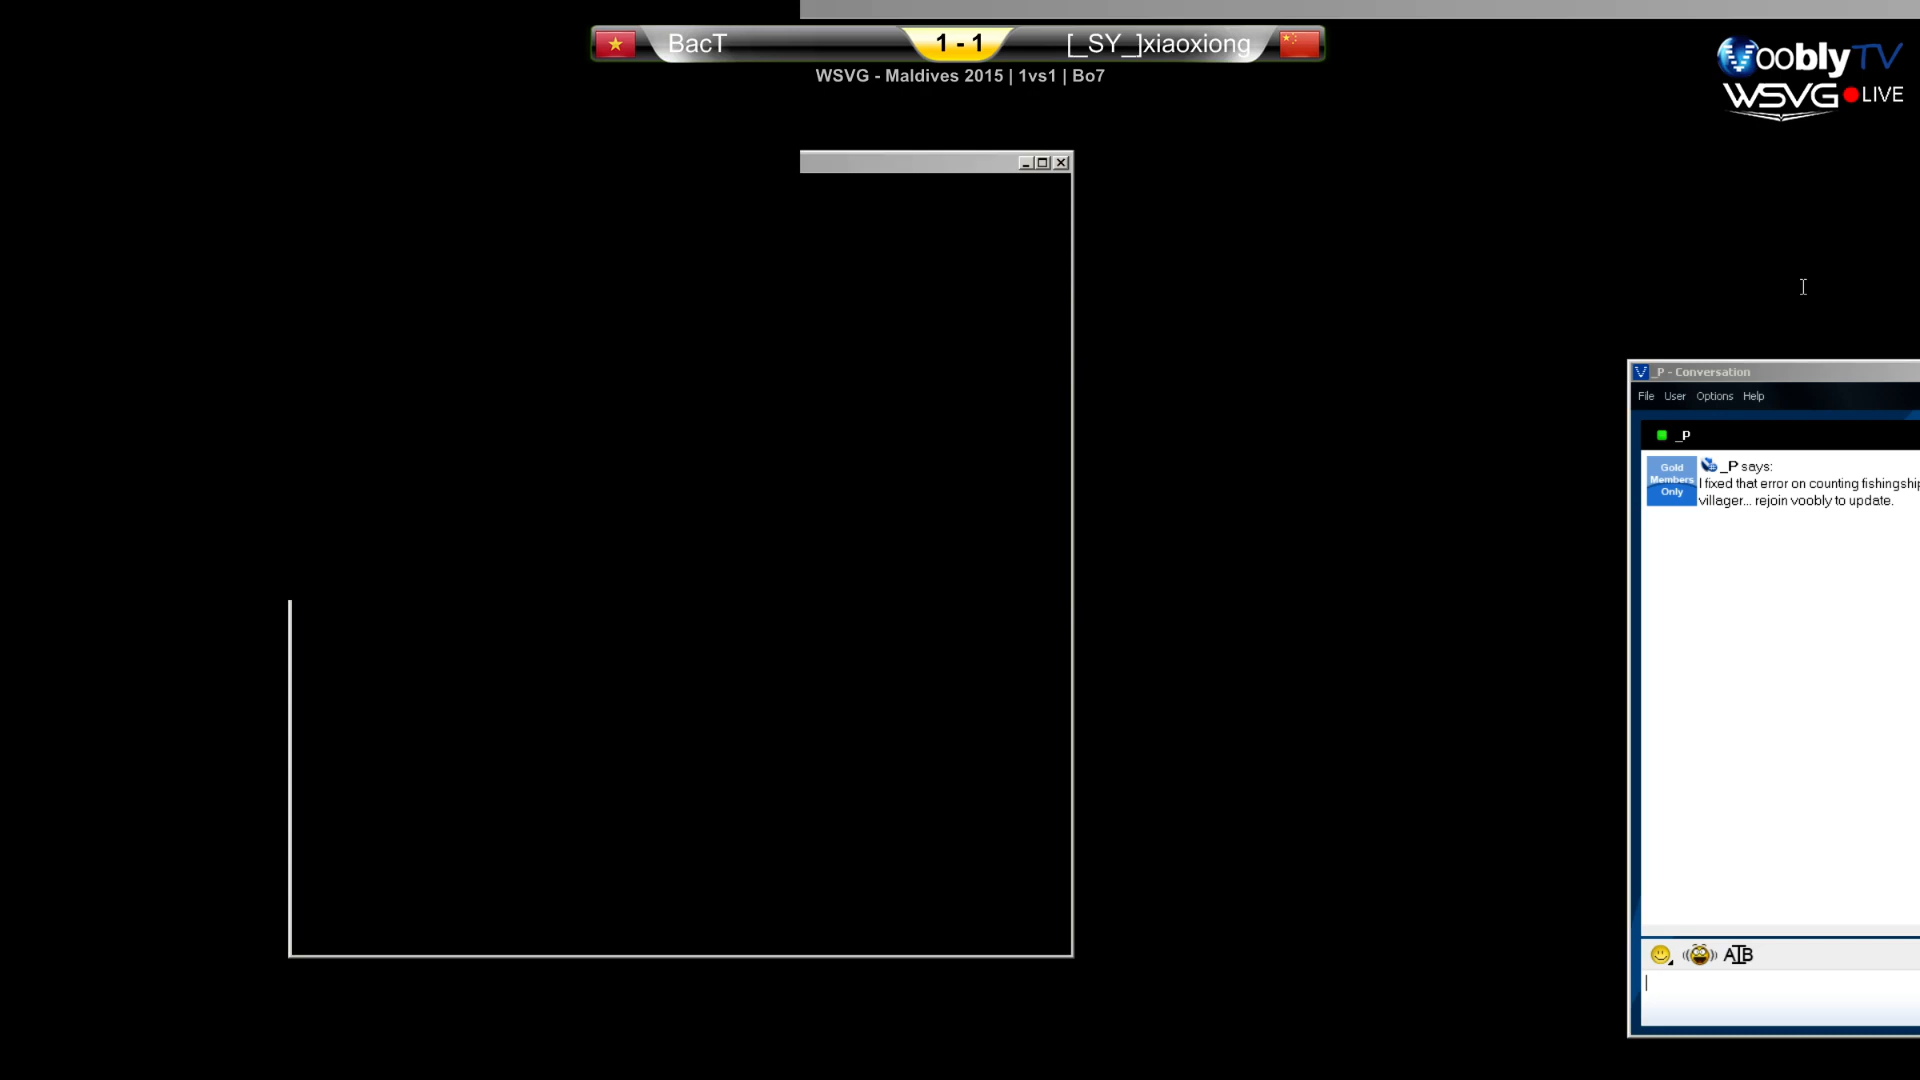 BacT 1 - 1 [_SY_]xiaoxiong
WSVG - Maldives 2015 | 1vs1 | Bo7
VooblyTV
WSVG LIVE
_P - Conversation
File User Options Help
_P
Gold
Members
Only
_P says:
I fixed that error on counting fishingship
villager... rejoin voobly to update.